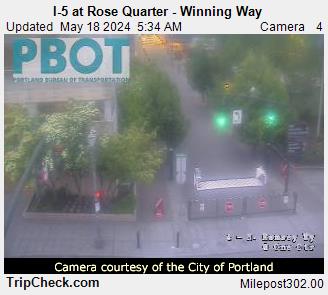 I-5 at Rose Quarter - Winning Way
Updated May 18 2024 5:34 AM Camera 4
PBOT
PORTLAND BUREAU OF TRANSPORTATION
Camera courtesy of the City of Portland
TripCheck.com Milepost302.00